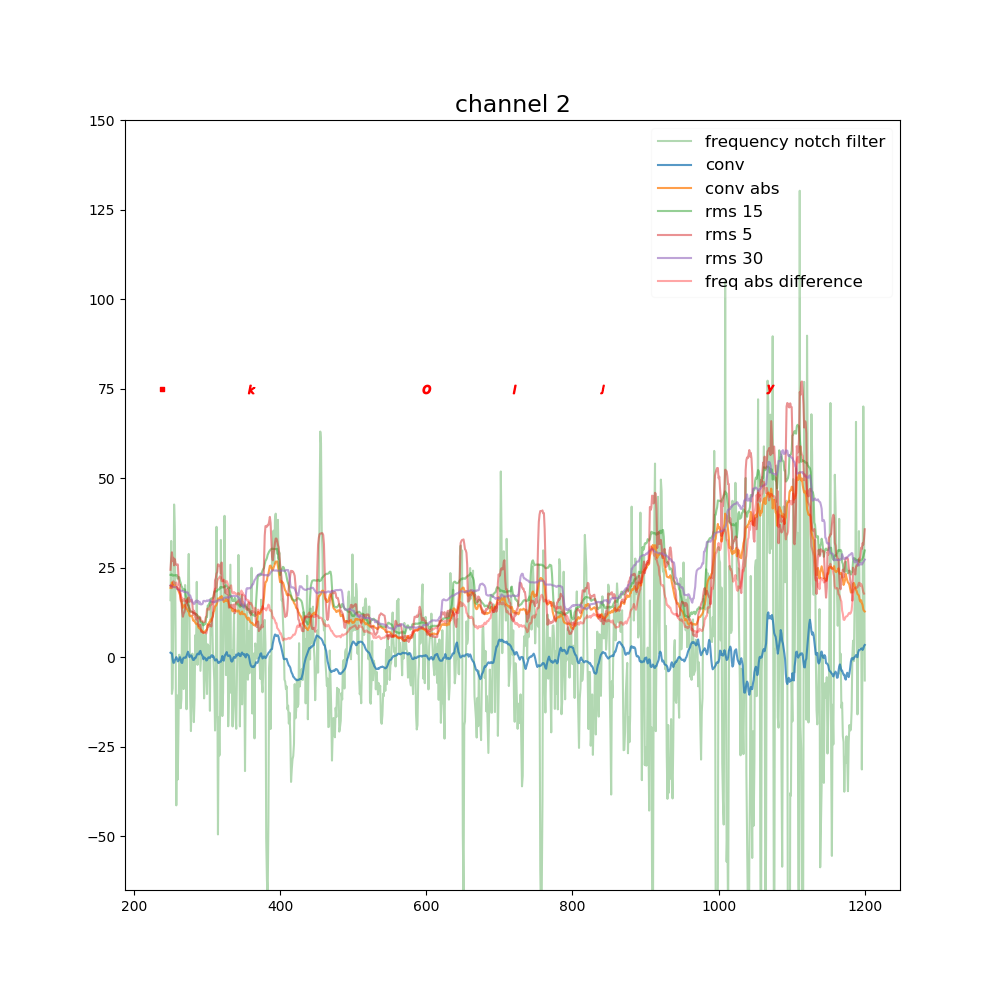 channel 2
150
125
100
75
50
25
0
−25
−50
frequency notch filter
conv
conv abs
rms 15
rms 5
rms 30
freq abs difference
k O l J y
200 400 600 800 1000 1200